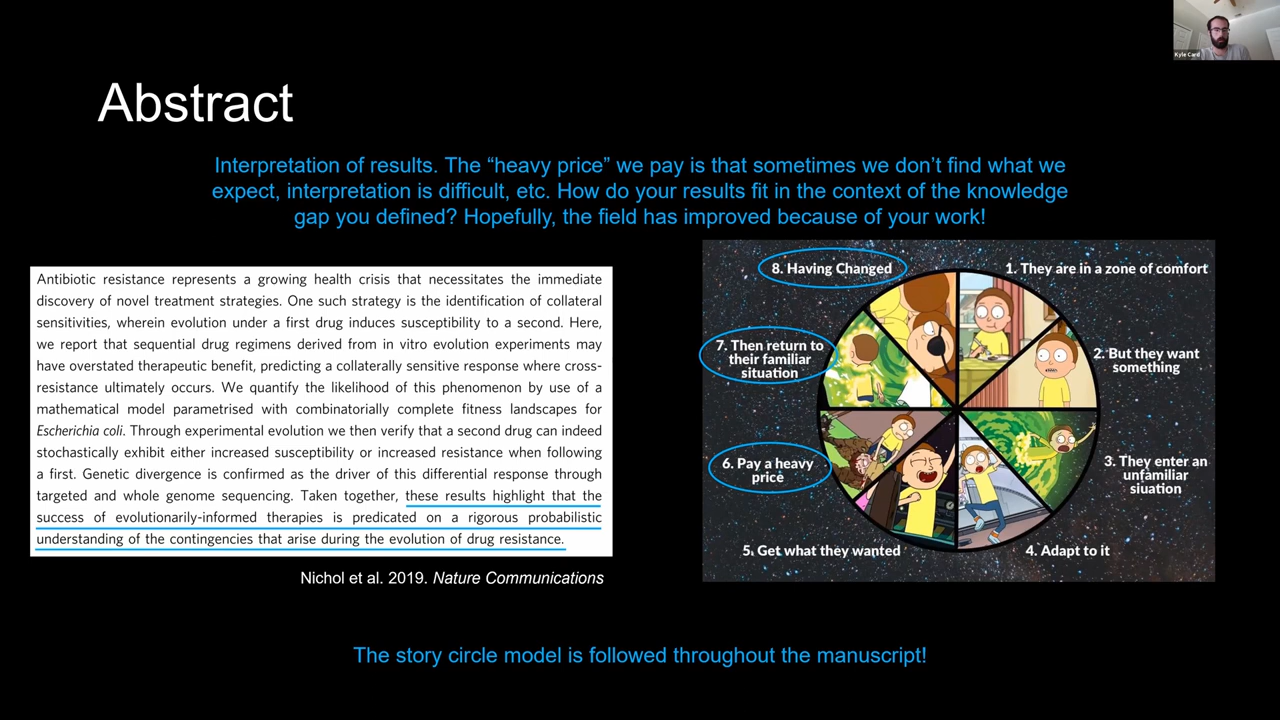 Kyle Card
Abstract
Interpretation of results. The “heavy price” we pay is that sometimes we don’t find what we
expect, interpretation is difficult, etc. How do your results fit in the context of the knowledge
gap you defined? Hopefully, the field has improved because of your work!
Antibiotic resistance represents a growing health crisis that necessitates the immediate
discovery of novel treatment strategies. One such strategy is the identification of collateral
sensitivities, wherein evolution under a first drug induces susceptibility to a second. Here,
we report that sequential drug regimens derived from in vitro evolution experiments may
have overstated therapeutic benefit, predicting a collaterally sensitive response where cross-
resistance ultimately occurs. We quantify the likelihood of this phenomenon by use of a
mathematical model parametrised with combinatorially complete fitness landscapes for
Escherichia coli. Through experimental evolution we then verify that a second drug can indeed
stochastically exhibit either increased susceptibility or increased resistance when following
a first. Genetic divergence is confirmed as the driver of this differential response through
targeted and whole genome sequencing. Taken together, these results highlight that the
success of evolutionarily-informed therapies is predicated on a rigorous probabilistic
understanding of the contingencies that arise during the evolution of drug resistance.
Nichol et al. 2019. Nature Communications
8. Having Changed
1. They are in a zone of comfort
7. Then return to
their familiar
situation
2. But they want
something
6. Pay a heavy
price
3. They enter an
unfamiliar
siuation
5. Get what they wanted
4. Adapt to it
The story circle model is followed throughout the manuscript!